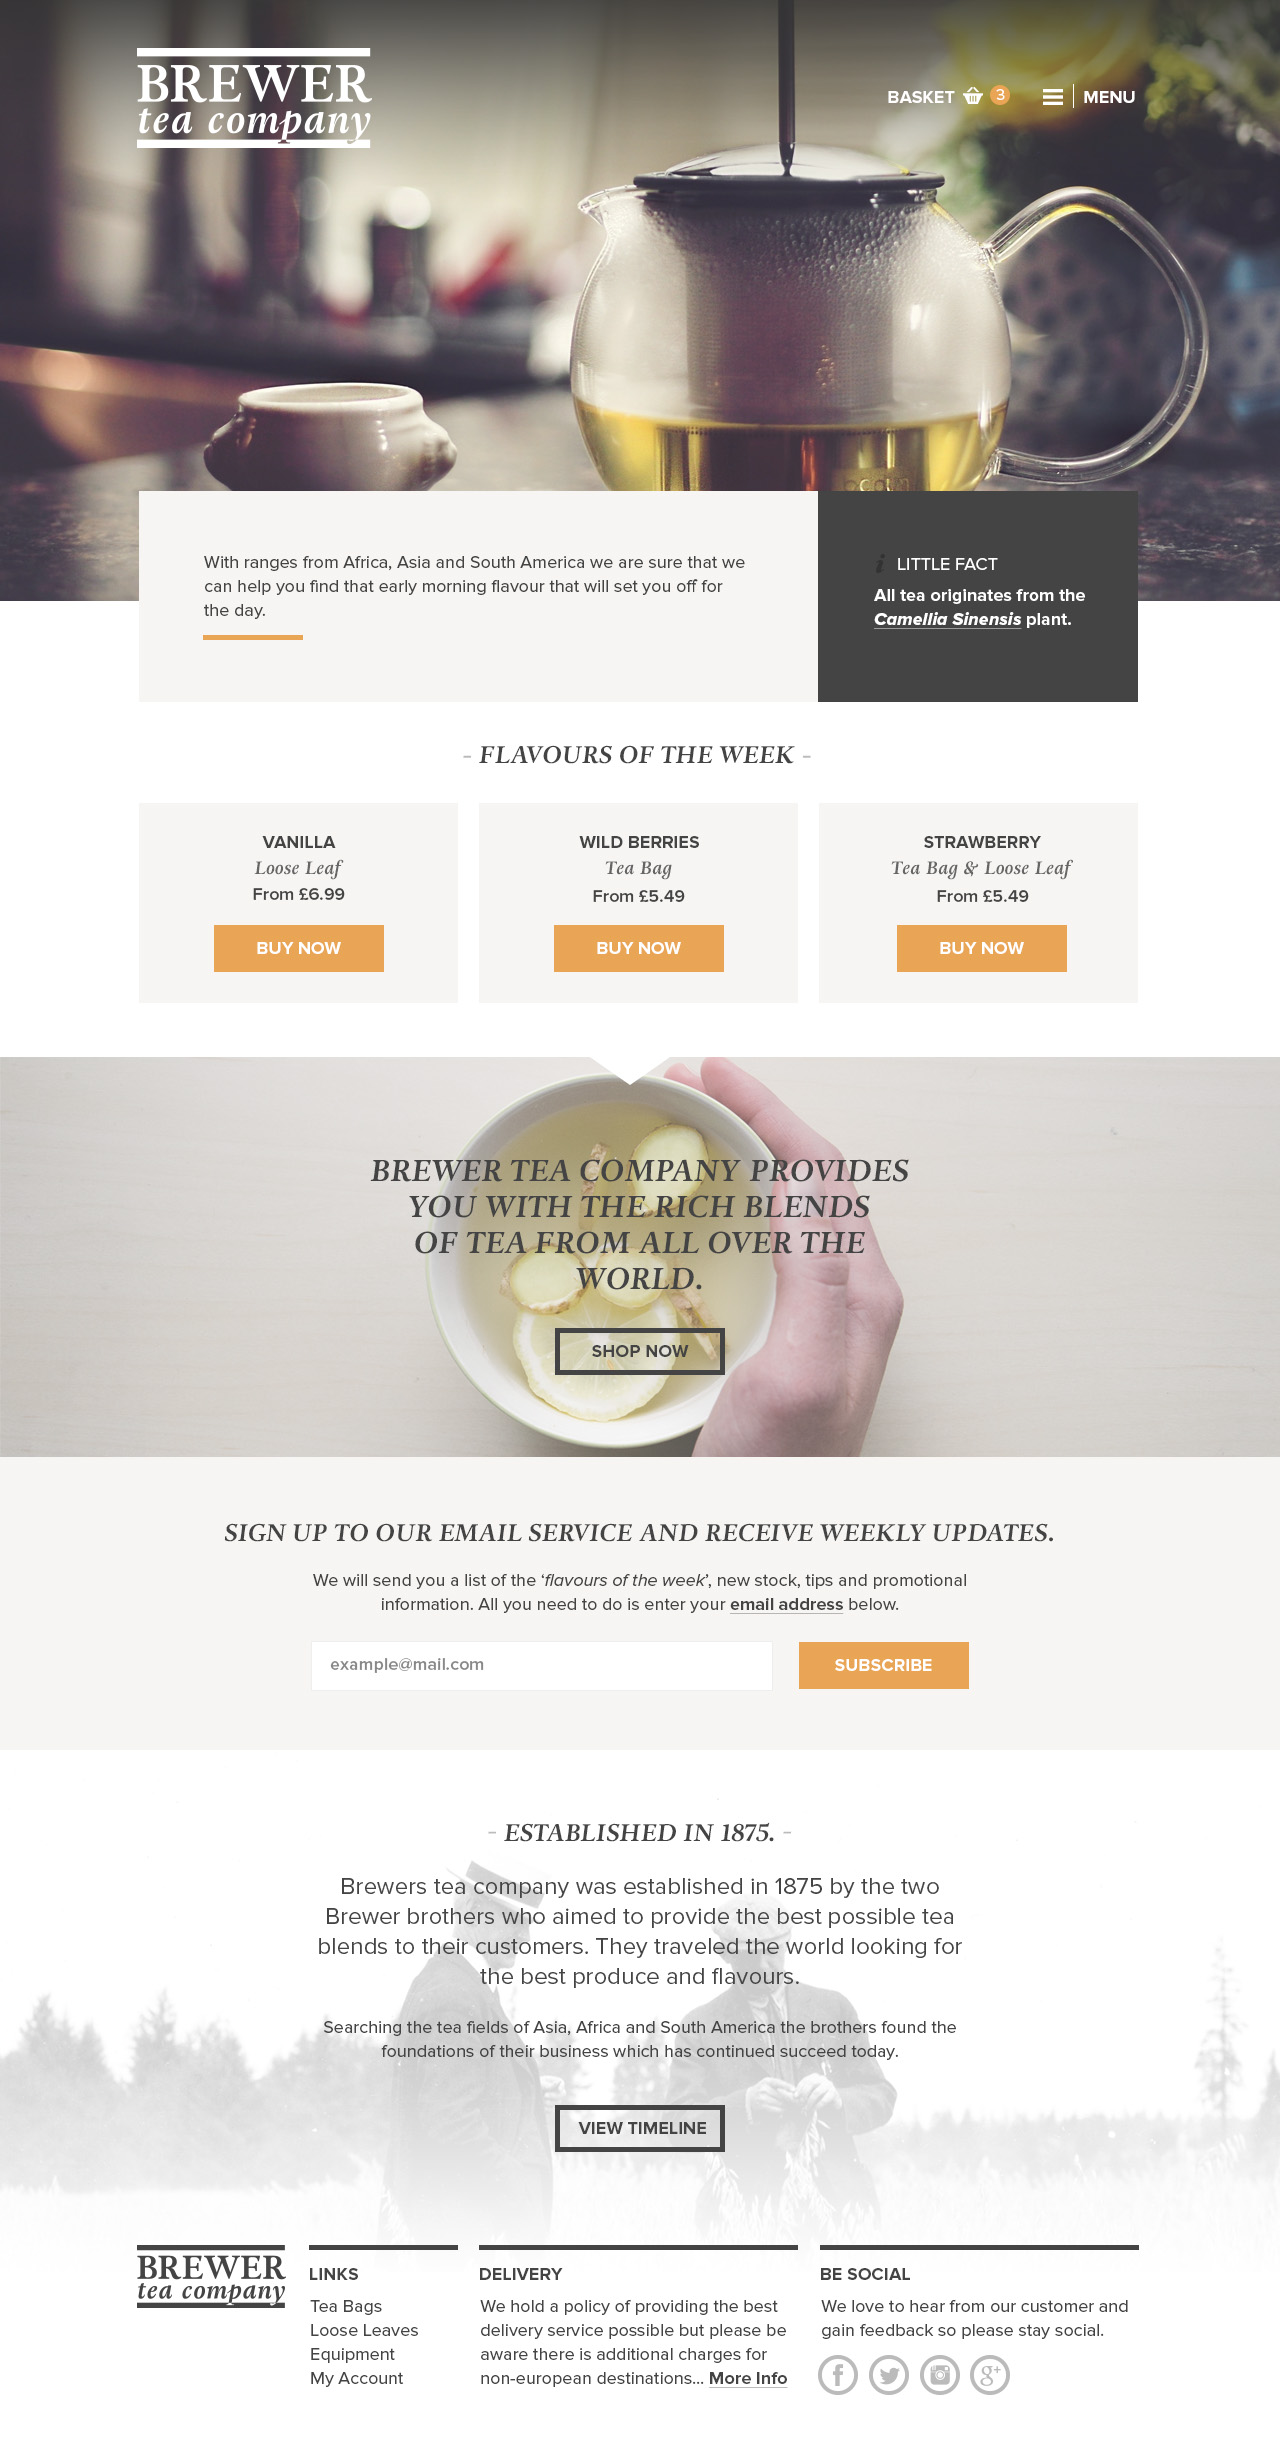 BREWER
tea company
BASKET 3 MENU
With ranges from Africa, Asia and South America we are sure that we
can help you find that early morning flavour that will set you off for
the day.
i LITTLE FACT
All tea originates from the
Camellia Sinensis plant.
- FLAVOURS OF THE WEEK -
VANILLA
Loose Leaf
From £6.99
BUY NOW
WILD BERRIES
Tea Bag
From £5.49
BUY NOW
STRAWBERRY
Tea Bag & Loose Leaf
From £5.49
BUY NOW
BREWER TEA COMPANY PROVIDES
YOU WITH THE RICH BLENDS
OF TEA FROM ALL OVER THE
WORLD.
SHOP NOW
SIGN UP TO OUR EMAIL SERVICE AND RECEIVE WEEKLY UPDATES.
We will send you a list of the ‘flavours of the week’, new stock, tips and promotional
information. All you need to do is enter your email address below.
example@mail.com
SUBSCRIBE
- ESTABLISHED IN 1875. -
Brewers tea company was established in 1875 by the two
Brewer brothers who aimed to provide the best possible tea
blends to their customers. They traveled the world looking for
the best produce and flavours.
Searching the tea fields of Asia, Africa and South America the brothers found the
foundations of their business which has continued succeed today.
VIEW TIMELINE
BREWER
tea company
LINKS
Tea Bags
Loose Leaves
Equipment
My Account
DELIVERY
We hold a policy of providing the best
delivery service possible but please be
aware there is additional charges for
non-european destinations... More Info
BE SOCIAL
We love to hear from our customer and
gain feedback so please stay social.